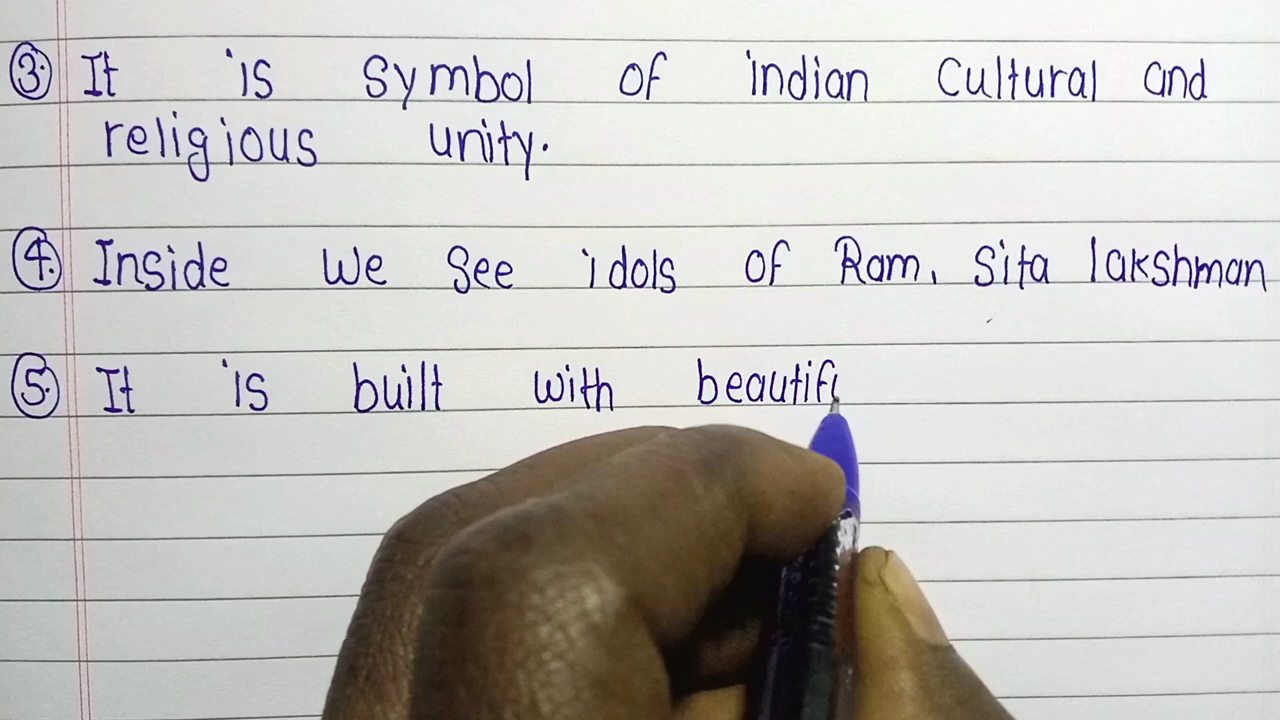 ③ It is symbol of indian Cultural and
religious unity.
④ Inside we see idols of Ram, Sita lakshman
⑤ It is built with beautifu